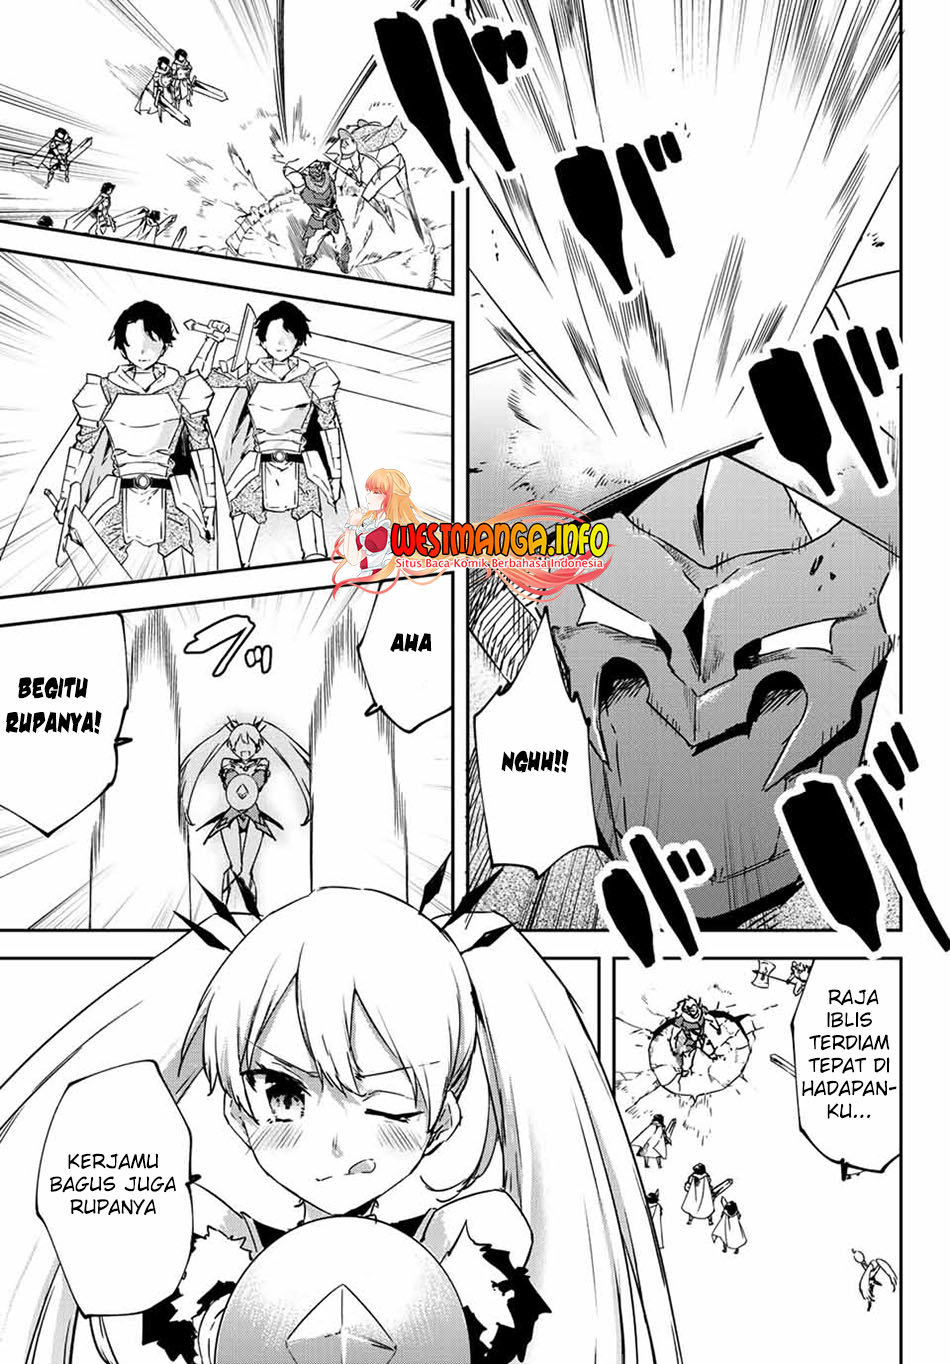 NGHH!!
WESTMANGA.INFO
Situs Baca Komik Berbahasa Indonesia
AHA
BEGITU
RUPANYA!
RAJA
IBLIS
TERDIAM
TEPAT DI
HADAPAN-
KU...
KERJAMU
BAGUS JUGA
RUPANYA